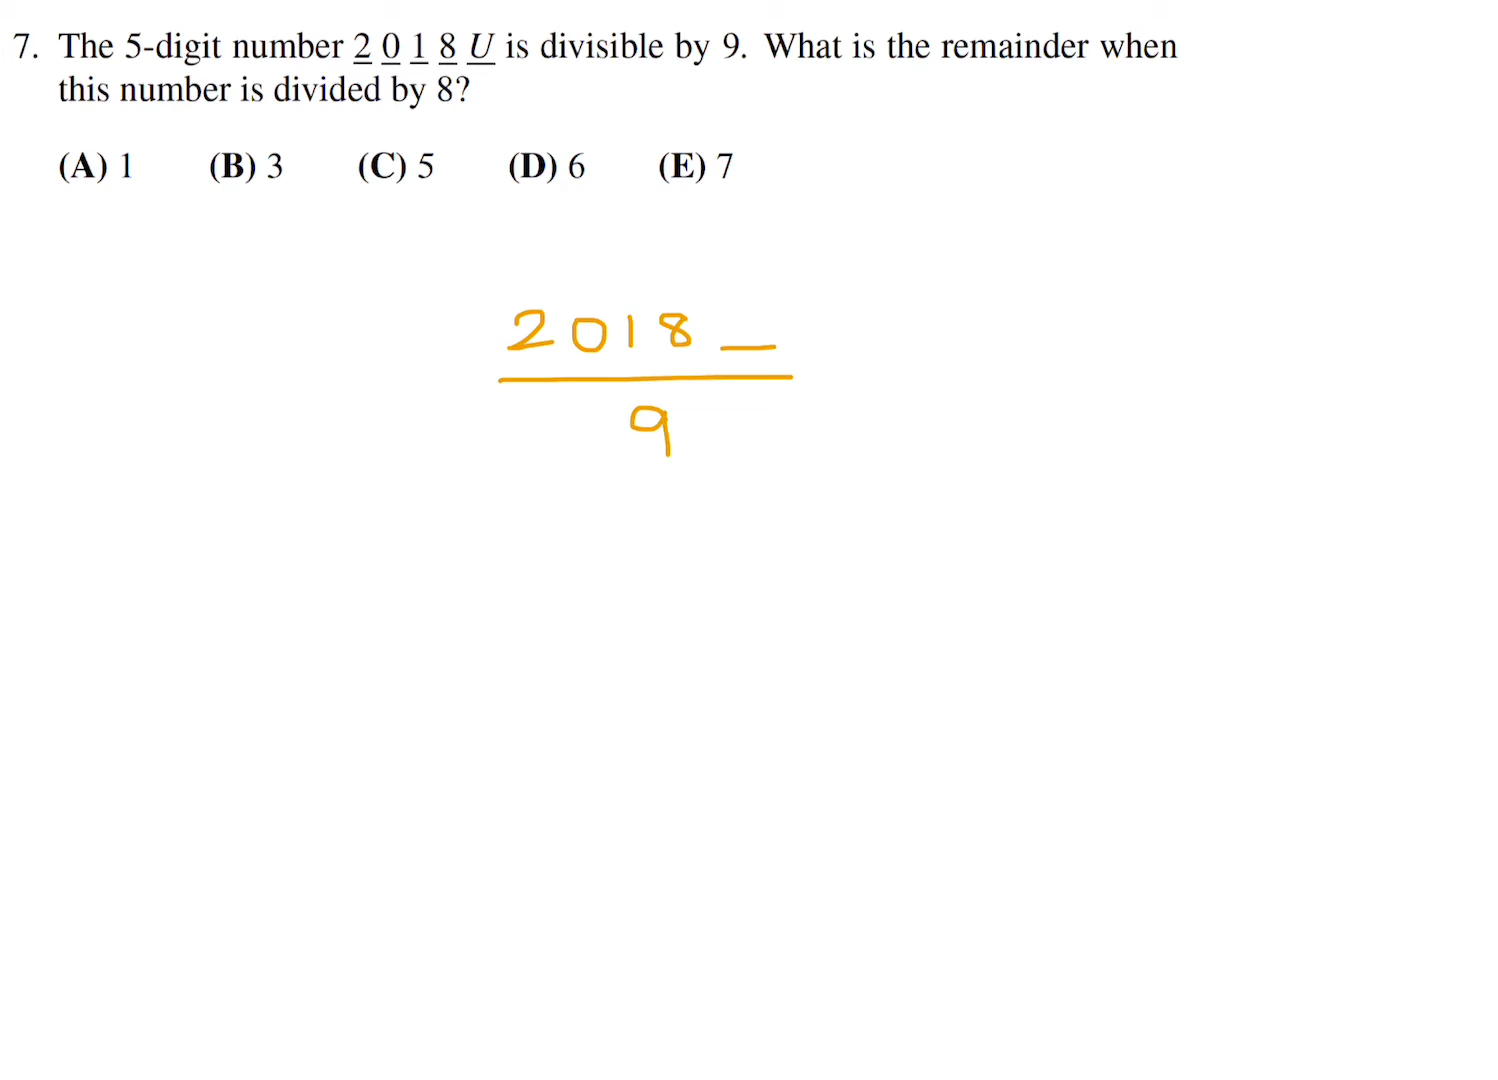 7. The 5-digit number 2 0 1 8 U is divisible by 9. What is the remainder when
this number is divided by 8?
(A) 1 (B) 3 (C) 5 (D) 6 (E) 7
2018_
9